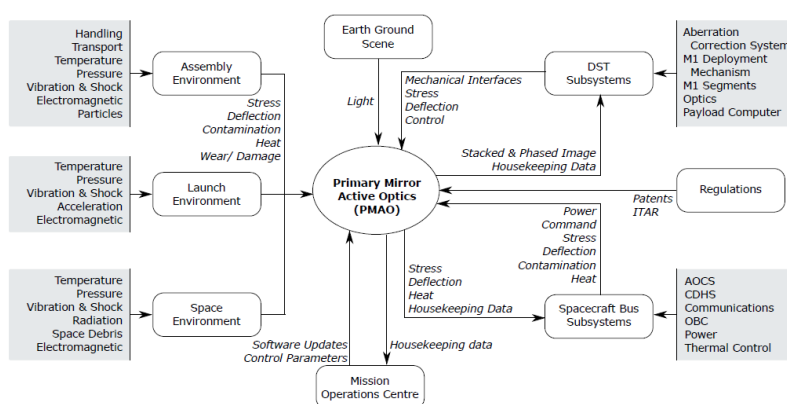 Handling
Transport
Temperature
Pressure
Vibration & Shock
Electromagnetic
Particles
Assembly
Environment
Earth Ground
Scene
DST
Subsystems
Aberration
Correction System
M1 Deployment
Mechanism
M1 Segments
Optics
Payload Computer
Stress
Deflection
Contamination
Heat
Wear/ Damage
Light
Mechanical Interfaces
Stress
Deflection
Control
Stacked & Phased Image
Housekeeping Data
Temperature
Pressure
Vibration & Shock
Acceleration
Electromagnetic
Launch
Environment
Primary Mirror
Active Optics
(PMAO)
Regulations
Patents
ITAR
Power
Command
Stress
Deflection
Contamination
Heat
Temperature
Pressure
Vibration & Shock
Radiation
Space Debris
Electromagnetic
Space
Environment
Stress
Deflection
Heat
Housekeeping Data
Spacecraft Bus
Subsystems
AOCS
CDHS
Communications
OBC
Power
Thermal Control
Software Updates
Control Parameters
Housekeeping data
Mission
Operations Centre